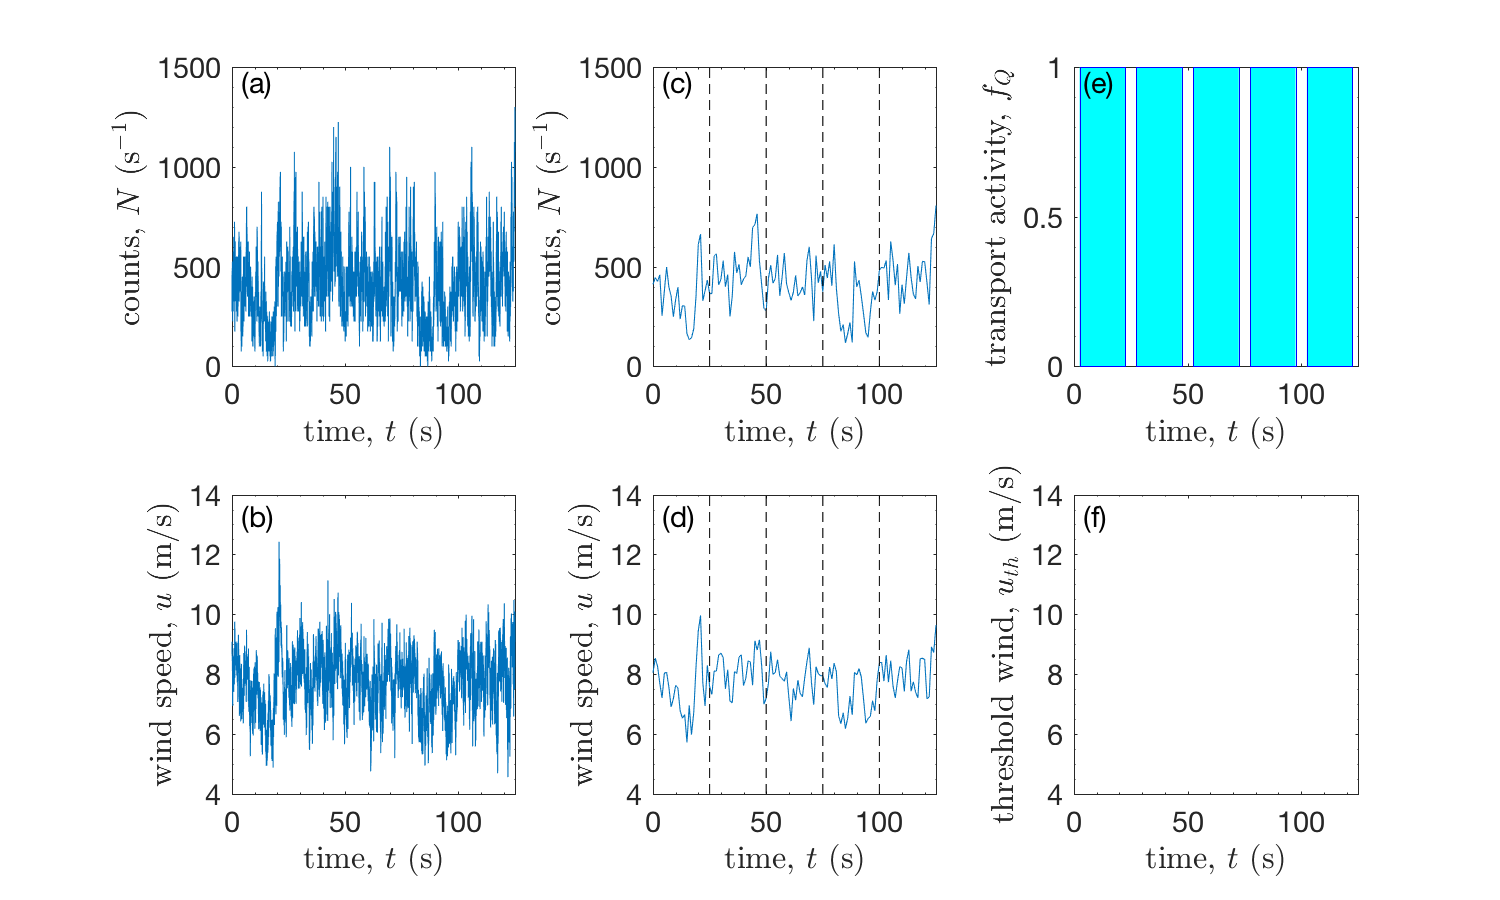 (a)
1500
1000
500
0
counts, N (s⁻¹)
0 50 100
time, t (s)
(c)
1500
1000
500
0
counts, N (s⁻¹)
0 50 100
time, t (s)
(e)
1
0.5
0
transport activity, f_Q
0 50 100
time, t (s)
(b)
14
12
10
8
6
4
wind speed, u (m/s)
0 50 100
time, t (s)
(d)
14
12
10
8
6
4
wind speed, u (m/s)
0 50 100
time, t (s)
(f)
14
12
10
8
6
4
threshold wind, u_th (m/s)
0 50 100
time, t (s)